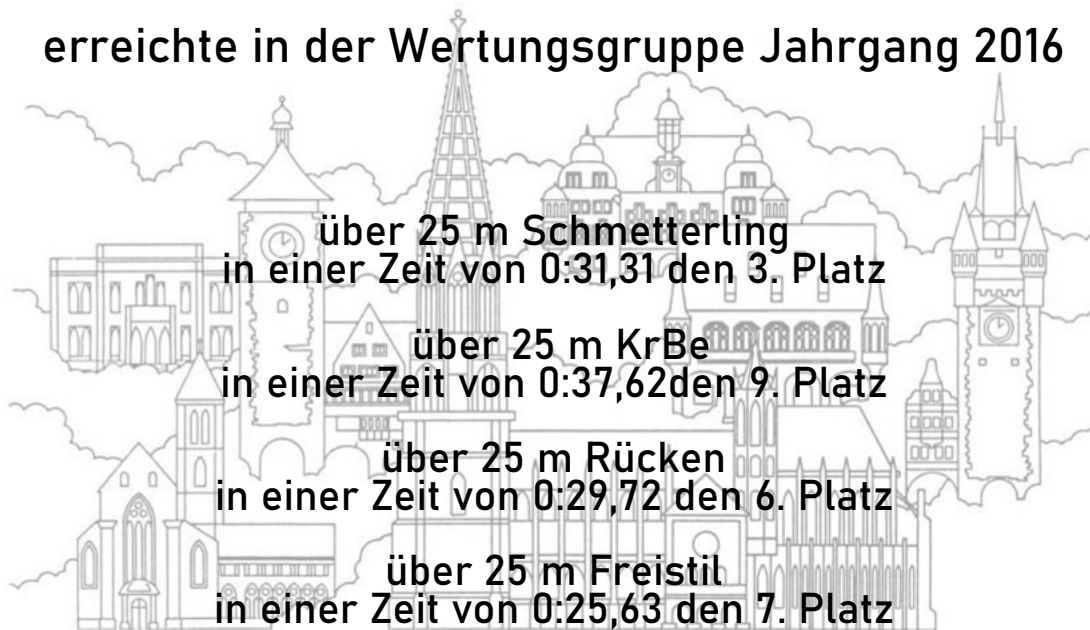 erreichte in der Wertungsgruppe Jahrgang 2016
über 25 m Schmetterling
in einer Zeit von 0:31,31 den 3. Platz
über 25 m KrBe
in einer Zeit von 0:37,62den 9. Platz
über 25 m Rücken
in einer Zeit von 0:29,72 den 6. Platz
über 25 m Freistil
in einer Zeit von 0:25,63 den 7. Platz